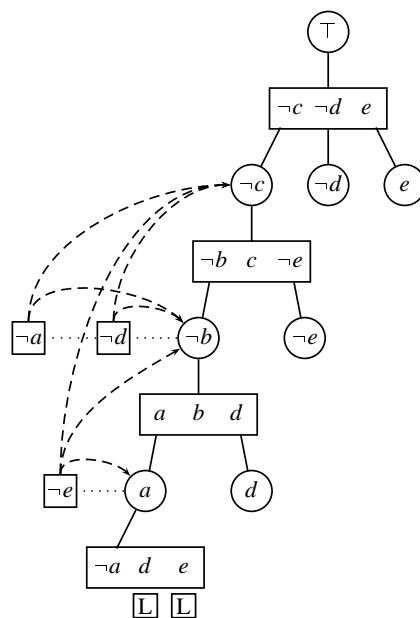 ⊤
¬c ¬d e
¬c ¬d e
¬b c ¬e
¬a ¬d ¬b ¬e
a b d
¬e a d
¬a d e
L L